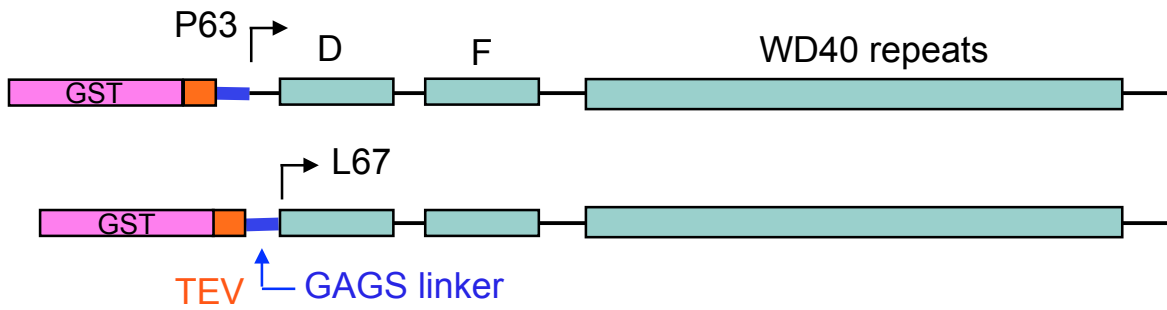 P63
D
F
WD40 repeats
GST
L67
GST
TEV
GAGS linker